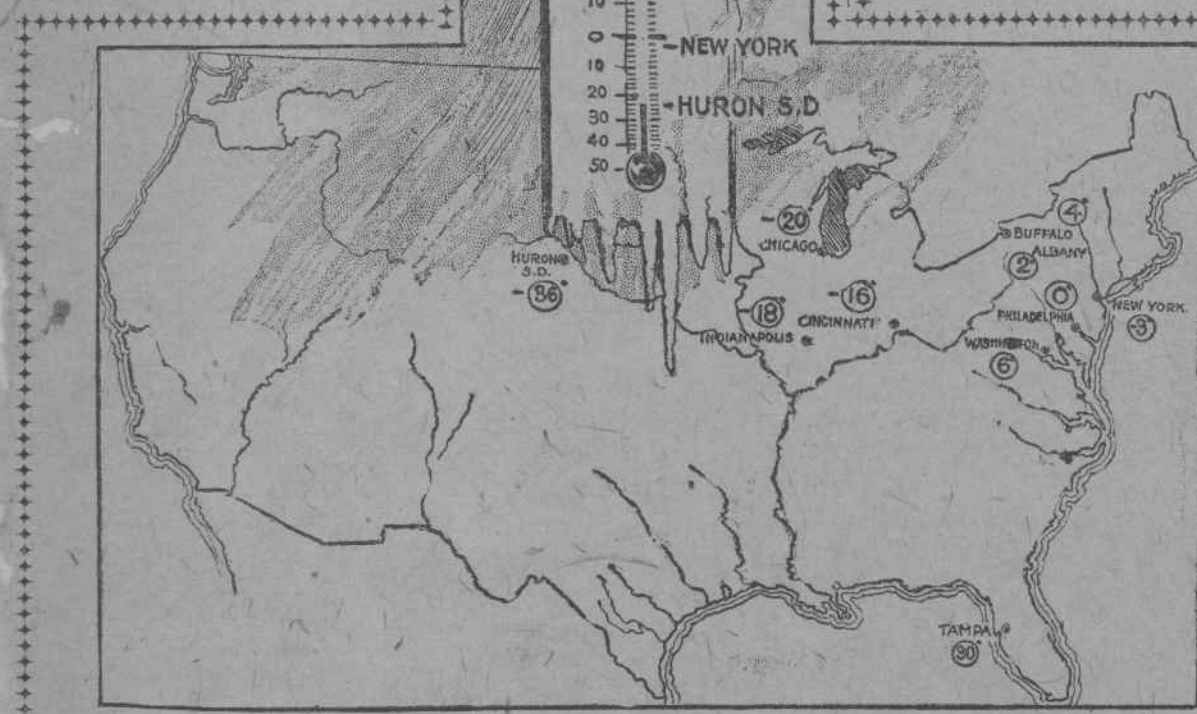 10
0
10
20
30
40
50
NEW YORK
HURON S.D
-20°
CHICAGO
HURON
S.D.
-36°
-18°
INDIANAPOLIS
-16°
CINCINNATI
4°
BUFFALO
ALBANY
2°
0°
PHILADELPHIA
NEW YORK
-3°
WASHINGTON
6°
TAMPA
30°